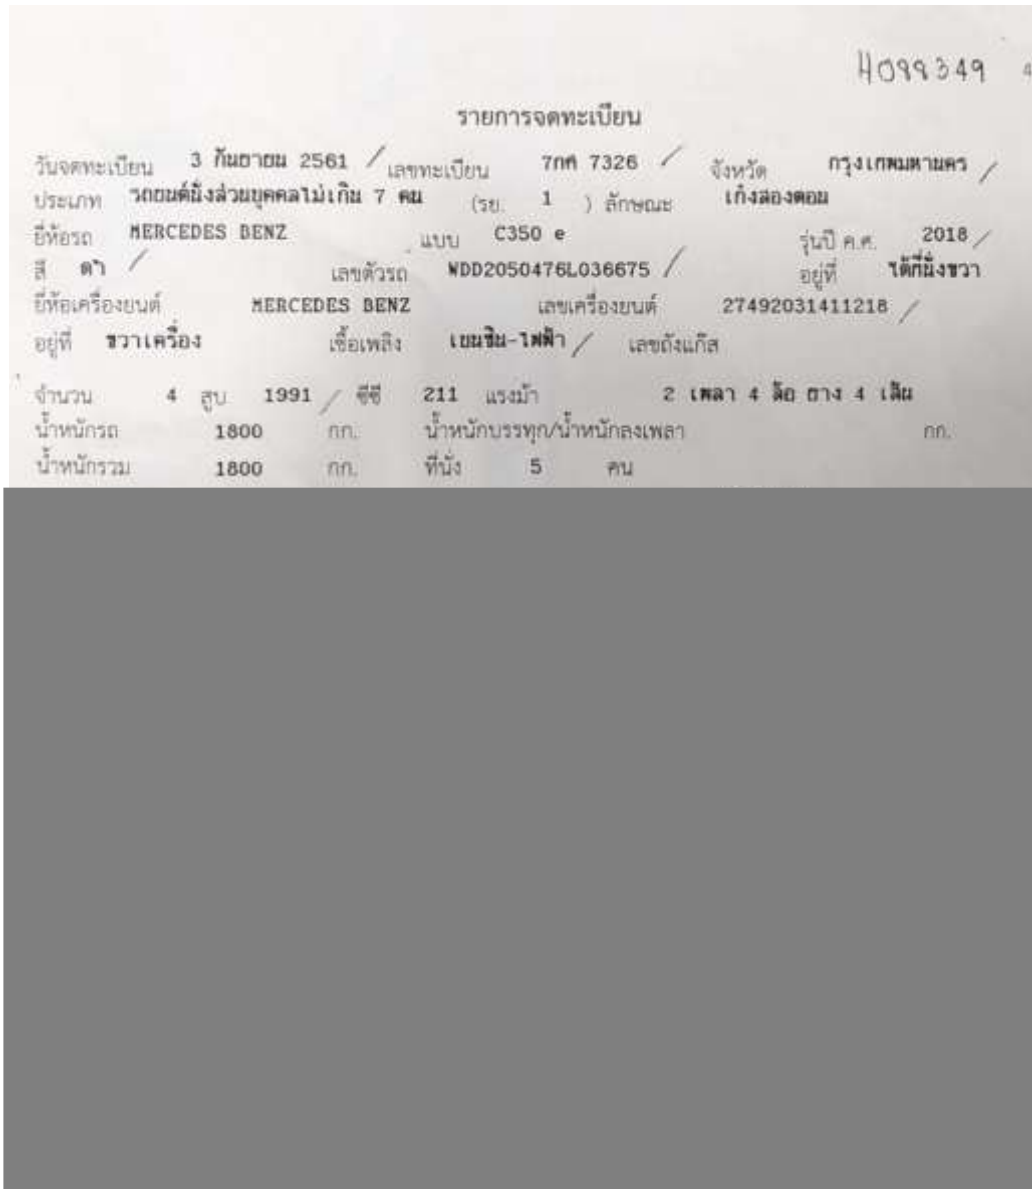 4099349 4
รายการจดทะเบียน
วันจดทะเบียน 3 กันยายน 2561 / เลขทะเบียน 7กศ 7326 / จังหวัด กรุงเทพมหานคร /
ประเภท รถยนต์นั่งส่วนบุคคลไม่เกิน 7 คน (รย. 1 ) ลักษณะ เก๋งสองตอน
ยี่ห้อรถ MERCEDES BENZ แบบ C350 e รุ่นปี ค.ศ. 2018 /
สี ดำ / เลขตัวรถ WDD2050476L036675 / อยู่ที่ ใต้ที่นั่งขวา
ยี่ห้อเครื่องยนต์ MERCEDES BENZ เลขเครื่องยนต์ 27492031411218 /
อยู่ที่ ขวาเครื่อง เชื้อเพลิง เบนซิน-ไฟฟ้า / เลขถังแก๊ส
จำนวน 4 สูบ 1991 / ซีซี 211 แรงม้า 2 เพลา 4 ล้อ ยาง 4 เส้น
น้ำหนักรถ 1800 กก. น้ำหนักบรรทุก/น้ำหนักลงเพลา กก.
น้ำหนักรวม 1800 กก. ที่นั่ง 5 คน